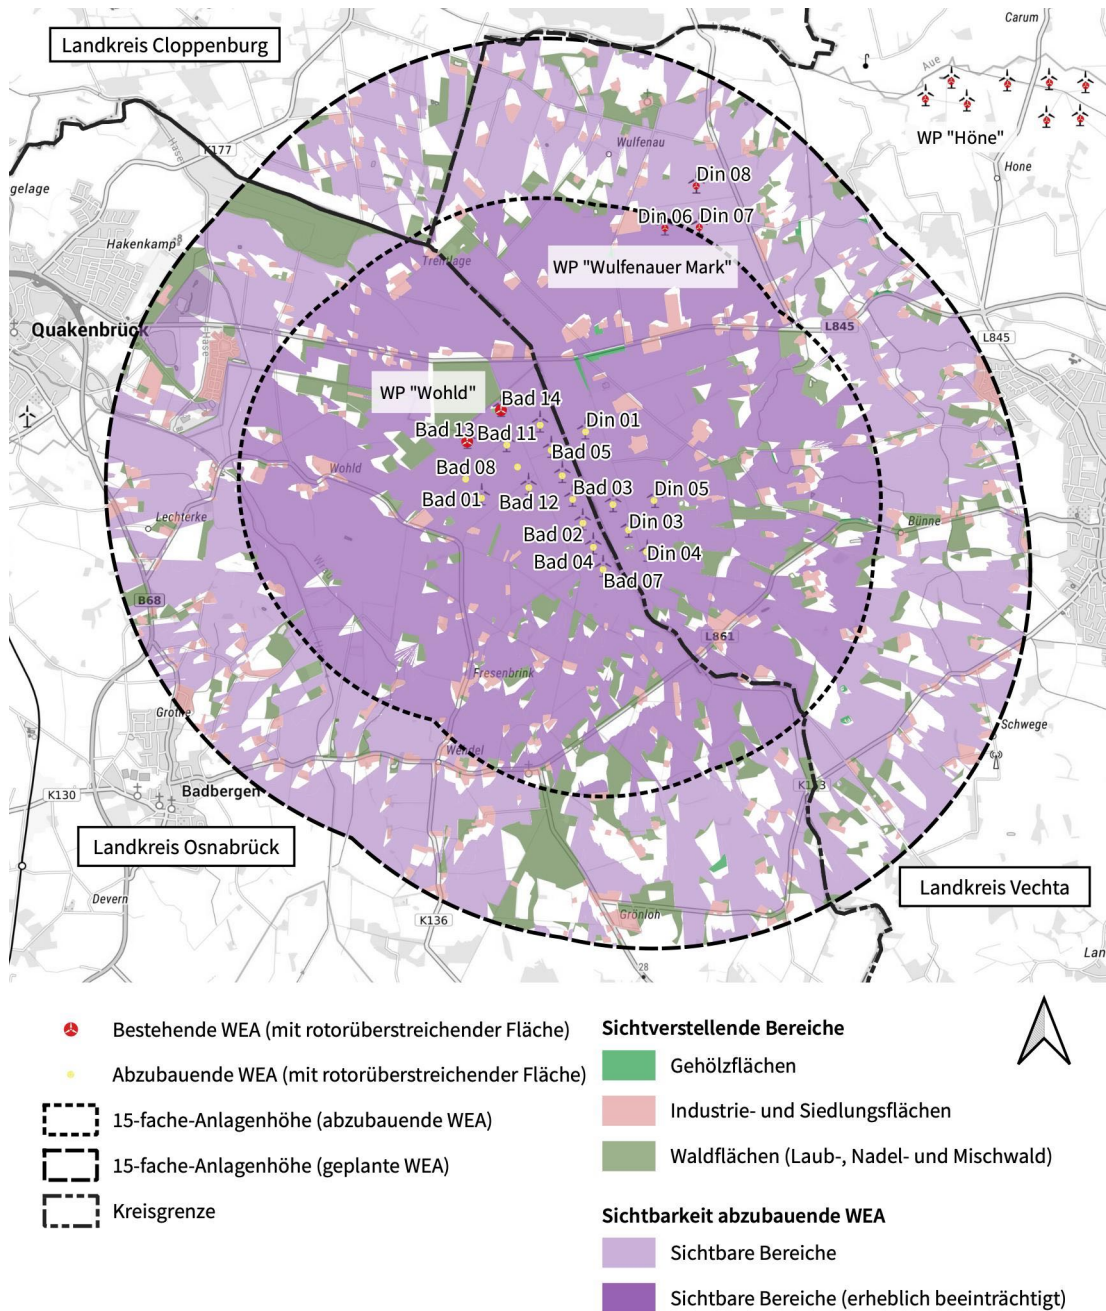 Carum
Landkreis Cloppenburg
Aue
WP "Höne"
K177
Hase
Wulfenau
Hone
gelage
Din 08
Din 06
Din 07
Hakenkamp
Trentlage
WP "Wulfenauer Mark"
Quakenbrück
Hase
L845
L845
WP "Wohld"
Bad 14
Bad 13
Bad 11
Din 01
Bad 05
Wohld
Bad 08
Bad 01
Bad 12
Bad 03
Din 05
Lechterke
Bünne
Bad 02
Din 03
Bad 04
Din 04
Bad 07
B68
L861
Fresenbrink
Grothe
Schwege
Wendel
K130
Badbergen
Landkreis Osnabrück
Landkreis Vechta
Devern
K136
Grönloh
Lan
28
Bestehende WEA (mit rotorüberstreichender Fläche)
Abzubauende WEA (mit rotorüberstreichender Fläche)
15-fache-Anlagenhöhe (abzubauende WEA)
15-fache-Anlagenhöhe (geplante WEA)
Kreisgrenze
Sichtverstellende Bereiche
Gehölzflächen
Industrie- und Siedlungsflächen
Waldflächen (Laub-, Nadel- und Mischwald)
Sichtbarkeit abzubauende WEA
Sichtbare Bereiche
Sichtbare Bereiche (erheblich beeinträchtigt)